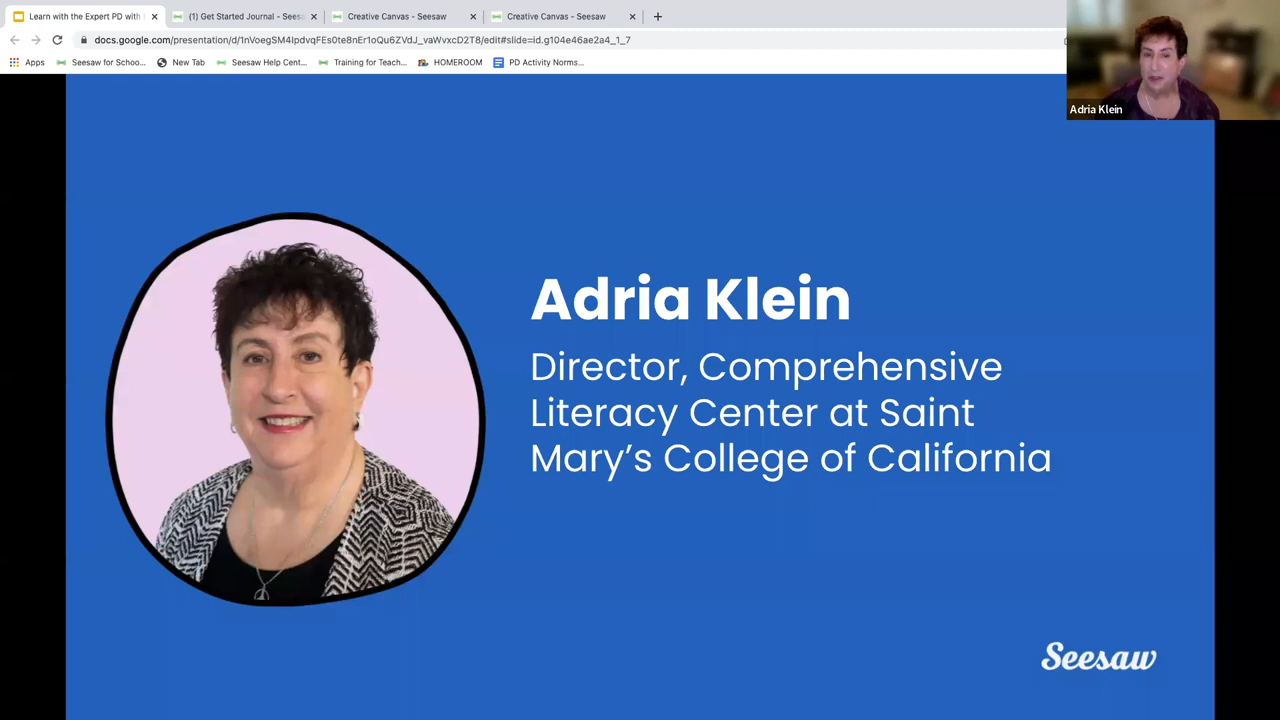 Learn with the Expert PD with
(1) Get Started Journal - Seesa
Creative Canvas - Seesaw
Creative Canvas - Seesaw
docs.google.com/presentation/d/1nVoegSM4IpdvqFEs0te8nEr1oQu6ZVdJ_vaWvxcD2T8/edit#slide=id.g104e46ae2a4_1_7
Apps Seesaw for Schoo... New Tab Seesaw Help Cent... Training for Teach... HOMEROOM PD Activity Norms...
Adria Klein
Adria Klein
Director, Comprehensive
Literacy Center at Saint
Mary’s College of California
Seesaw